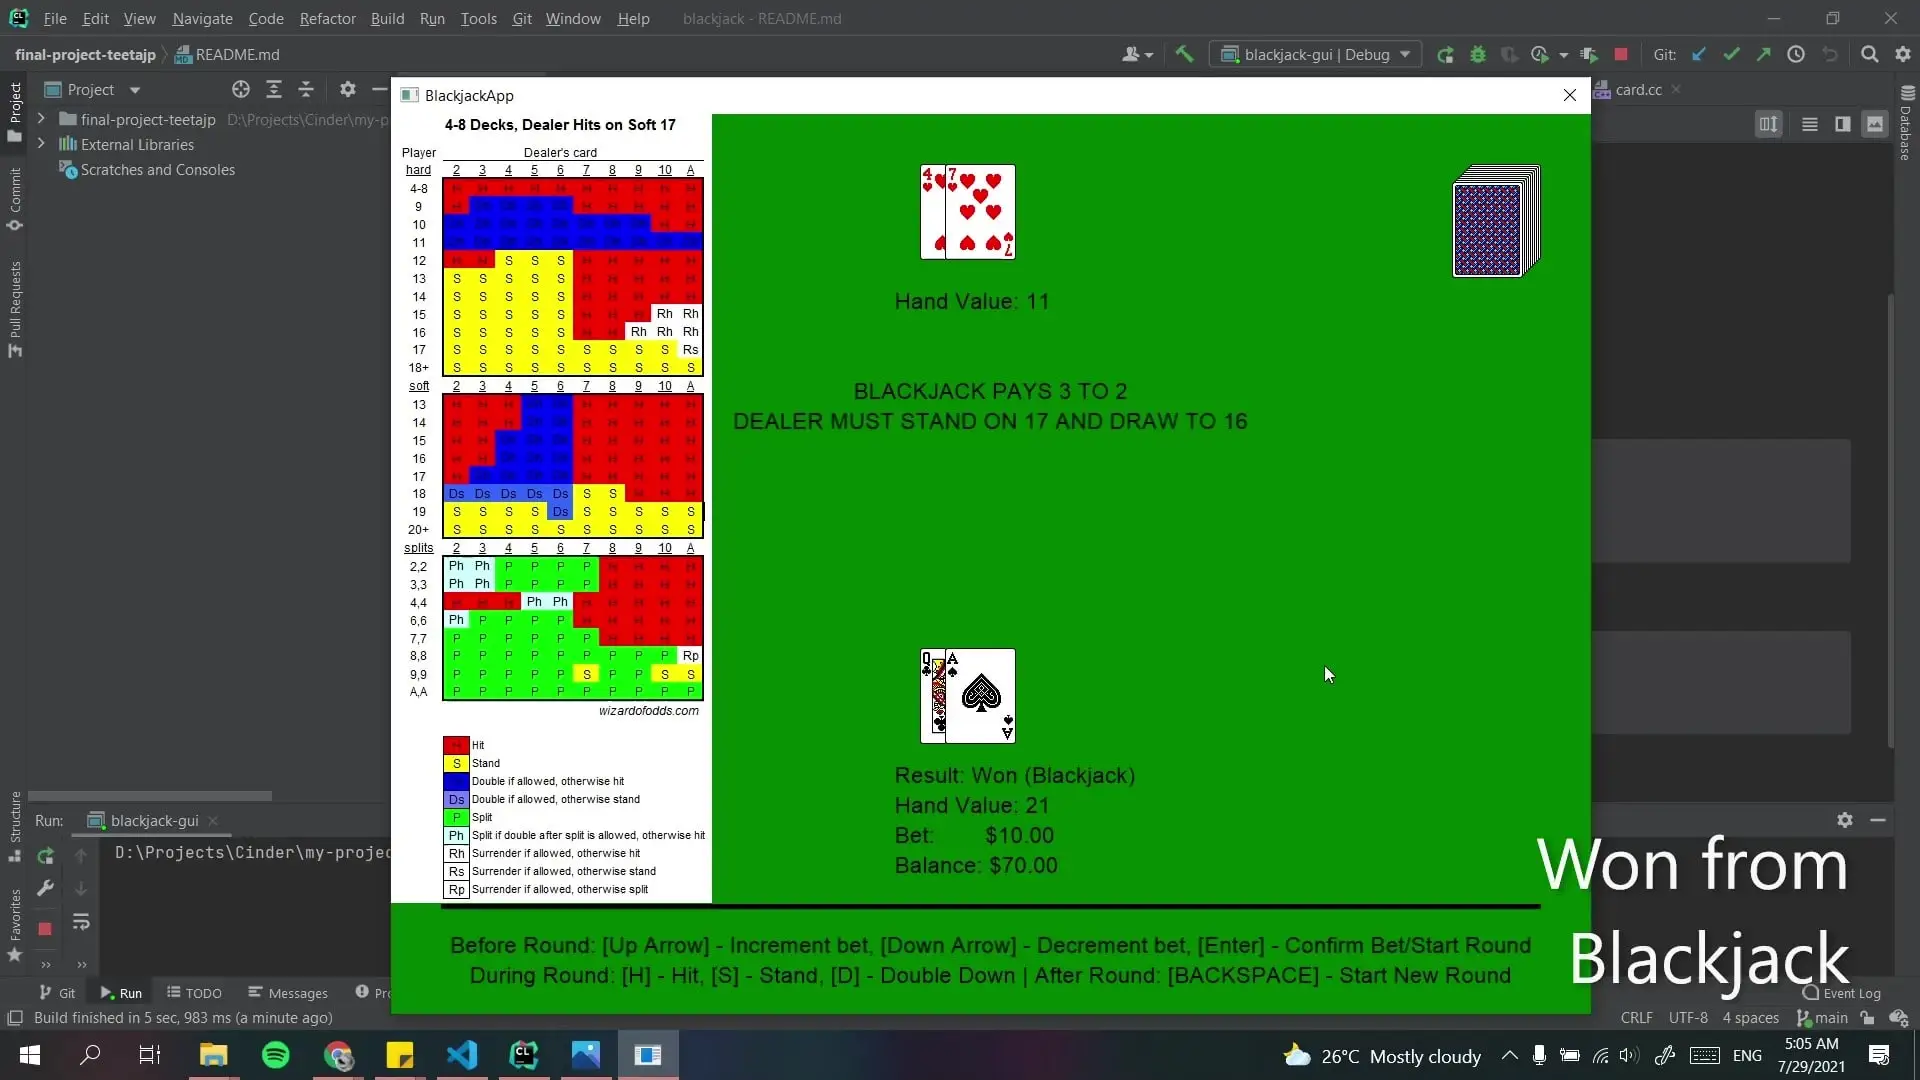 File Edit View Navigate Code Refactor Build Run Tools Git Window Help blackjack - README.md
final-project-teetajp README.md blackjack-gui | Debug Git:
Project
Project
BlackjackApp
card.cc
final-project-teetajp D:\Projects\Cinder\my-p
External Libraries
Scratches and Consoles
Commit
Pull Requests
Structure
Favorites
Database
4-8 Decks, Dealer Hits on Soft 17
Player Dealer's card
hard 2 3 4 5 6 7 8 9 10 A
4-8 H H H H H H H H H H
9 H H H H H H
10 H H
11
12 H H S S S H H H H H
13 S S S S S H H H H H
14 S S S S S H H H H H
15 S S S S S H H H Rh Rh
16 S S S S S H H Rh Rh Rh
17 S S S S S S S S S Rs
18+ S S S S S S S S S S
soft 2 3 4 5 6 7 8 9 10 A
13 H H H H H H H H
14 H H H H H H H H
15 H H H H H H H
16 H H H H H H H
17 H H H H H H
18 Ds Ds Ds Ds Ds S S H H H
19 S S S S Ds S S S S S
20+ S S S S S S S S S S
splits 2 3 4 5 6 7 8 9 10 A
2,2 Ph Ph P P P P H H H H
3,3 Ph Ph P P P P H H H H
4,4 H H H Ph Ph H H H H H
6,6 Ph P P P P H H H H H
7,7 P P P P P P H H H H
8,8 P P P P P P P P P Rp
9,9 P P P P P S P P S S
A,A P P P P P P P P P P
wizardofodds.com
H Hit
S Stand
Double if allowed, otherwise hit
Ds Double if allowed, otherwise stand
P Split
Ph Split if double after split is allowed, otherwise hit
Rh Surrender if allowed, otherwise hit
Rs Surrender if allowed, otherwise stand
Rp Surrender if allowed, otherwise split
4 7
7
Hand Value: 11
BLACKJACK PAYS 3 TO 2
DEALER MUST STAND ON 17 AND DRAW TO 16
Q A
A
Result: Won (Blackjack)
Hand Value: 21
Bet: $10.00
Balance: $70.00
Before Round: [Up Arrow] - Increment bet, [Down Arrow] - Decrement bet, [Enter] - Confirm Bet/Start Round
During Round: [H] - Hit, [S] - Stand, [D] - Double Down | After Round: [BACKSPACE] - Start New Round
Won from
Blackjack
Run: blackjack-gui
D:\Projects\Cinder\my-projec
Git Run TODO Messages Pr Event Log
Build finished in 5 sec, 983 ms (a minute ago) CRLF UTF-8 4 spaces main
26°C Mostly cloudy ENG 5:05 AM
7/29/2021